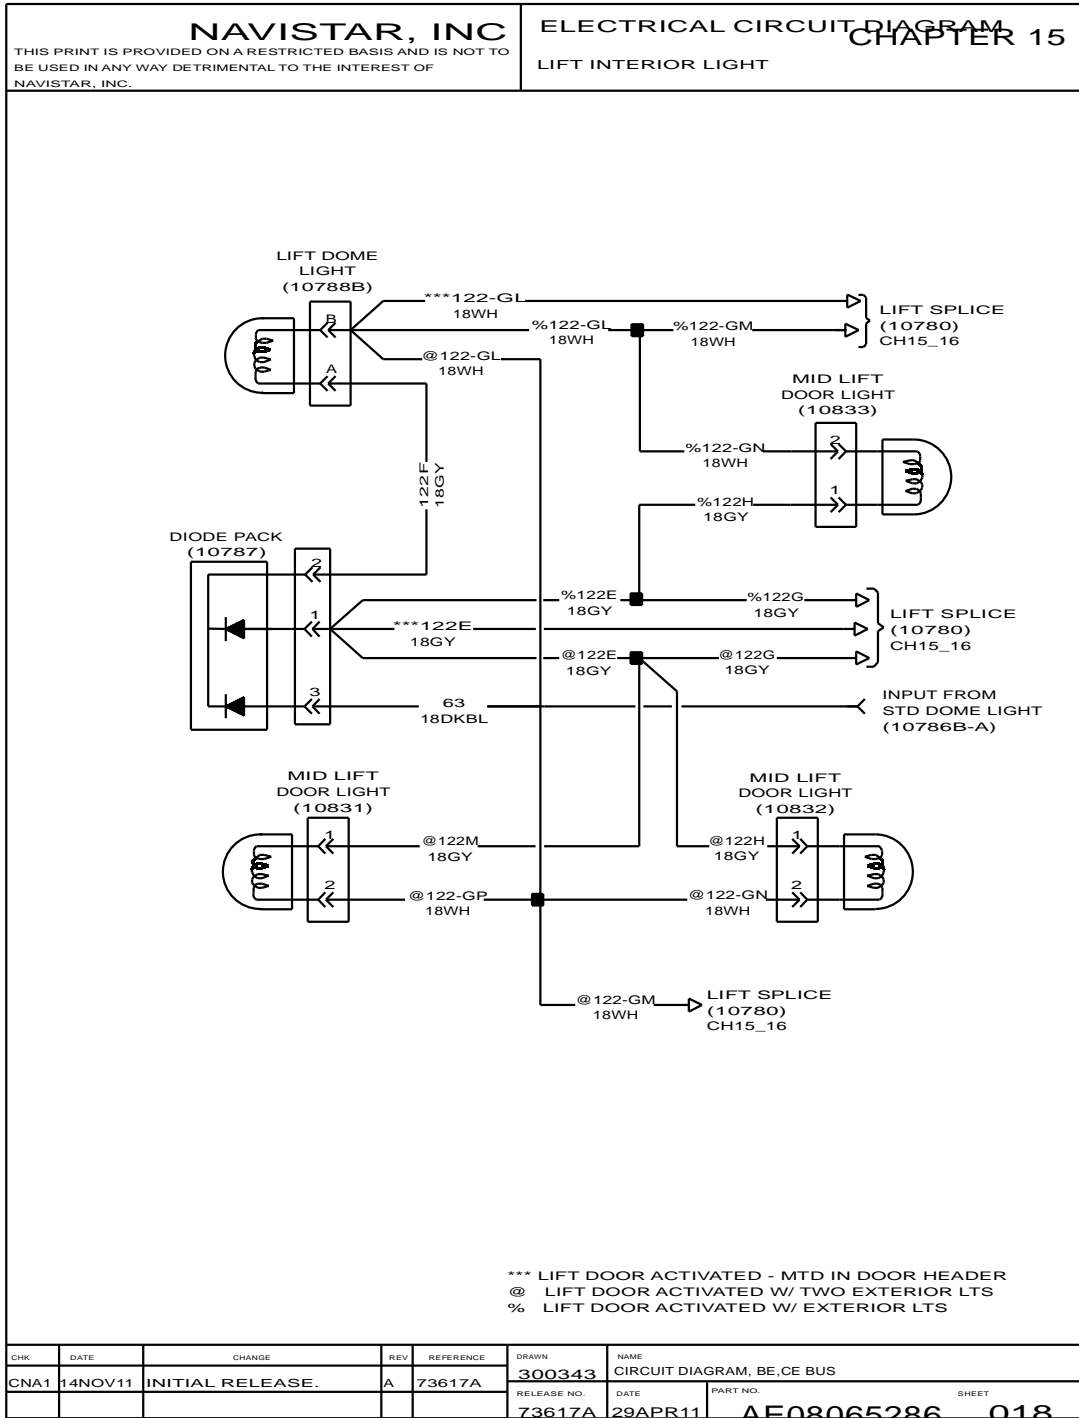 NAVISTAR, INC
THIS PRINT IS PROVIDED ON A RESTRICTED BASIS AND IS NOT TO
BE USED IN ANY WAY DETRIMENTAL TO THE INTEREST OF
NAVISTAR, INC.
ELECTRICAL CIRCUIT DIAGRAM
CHAPTER 15
LIFT INTERIOR LIGHT
LIFT DOME
LIGHT
(10788B)
B
A
***122-GL
18WH
%122-GL
18WH
%122-GM
18WH
@122-GL
18WH
LIFT SPLICE
(10780)
CH15_16
MID LIFT
DOOR LIGHT
(10833)
2
1
%122-GN
18WH
%122H
18GY
122F
18GY
DIODE PACK
(10787)
2
1
3
%122E
18GY
%122G
18GY
***122E
18GY
@122E
18GY
@122G
18GY
LIFT SPLICE
(10780)
CH15_16
63
18DKBL
INPUT FROM
STD DOME LIGHT
(10786B-A)
MID LIFT
DOOR LIGHT
(10831)
1
2
@122M
18GY
@122-GP
18WH
MID LIFT
DOOR LIGHT
(10832)
1
2
@122H
18GY
@122-GN
18WH
@122-GM
18WH
LIFT SPLICE
(10780)
CH15_16
*** LIFT DOOR ACTIVATED - MTD IN DOOR HEADER
@ LIFT DOOR ACTIVATED W/ TWO EXTERIOR LTS
% LIFT DOOR ACTIVATED W/ EXTERIOR LTS
CHK DATE CHANGE REV REFERENCE
CNA1 14NOV11 INITIAL RELEASE. A 73617A
DRAWN
300343
NAME
CIRCUIT DIAGRAM, BE,CE BUS
RELEASE NO.
73617A
DATE
29APR11
PART NO.
AE08065286
SHEET
018